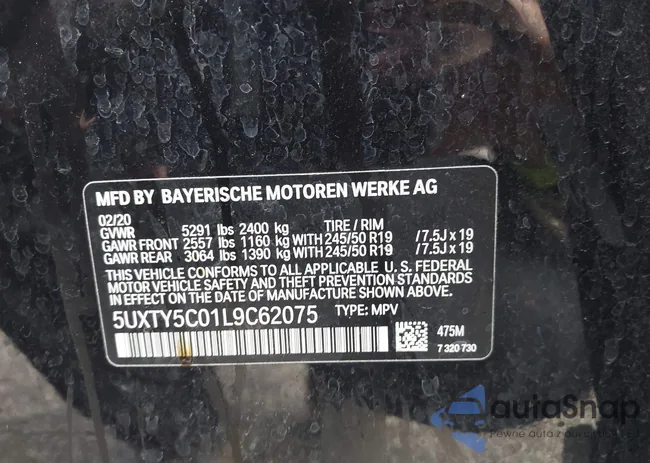 MFD BY BAYERISCHE MOTOREN WERKE AG
02/20
GVWR 5291 lbs 2400 kg TIRE / RIM
GAWR FRONT 2557 lbs 1160 kg WITH 245/50 R19 /7.5J x 19
GAWR REAR 3064 lbs 1390 kg WITH 245/50 R19 /7.5J x 19
THIS VEHICLE CONFORMS TO ALL APPLICABLE U. S. FEDERAL
MOTOR VEHICLE SAFETY AND THEFT PREVENTION STANDARDS
IN EFFECT ON THE DATE OF MANUFACTURE SHOWN ABOVE.
5UXTY5C01L9C62075 TYPE: MPV
475M
7 320 730
autaSnap
Pewne auta z